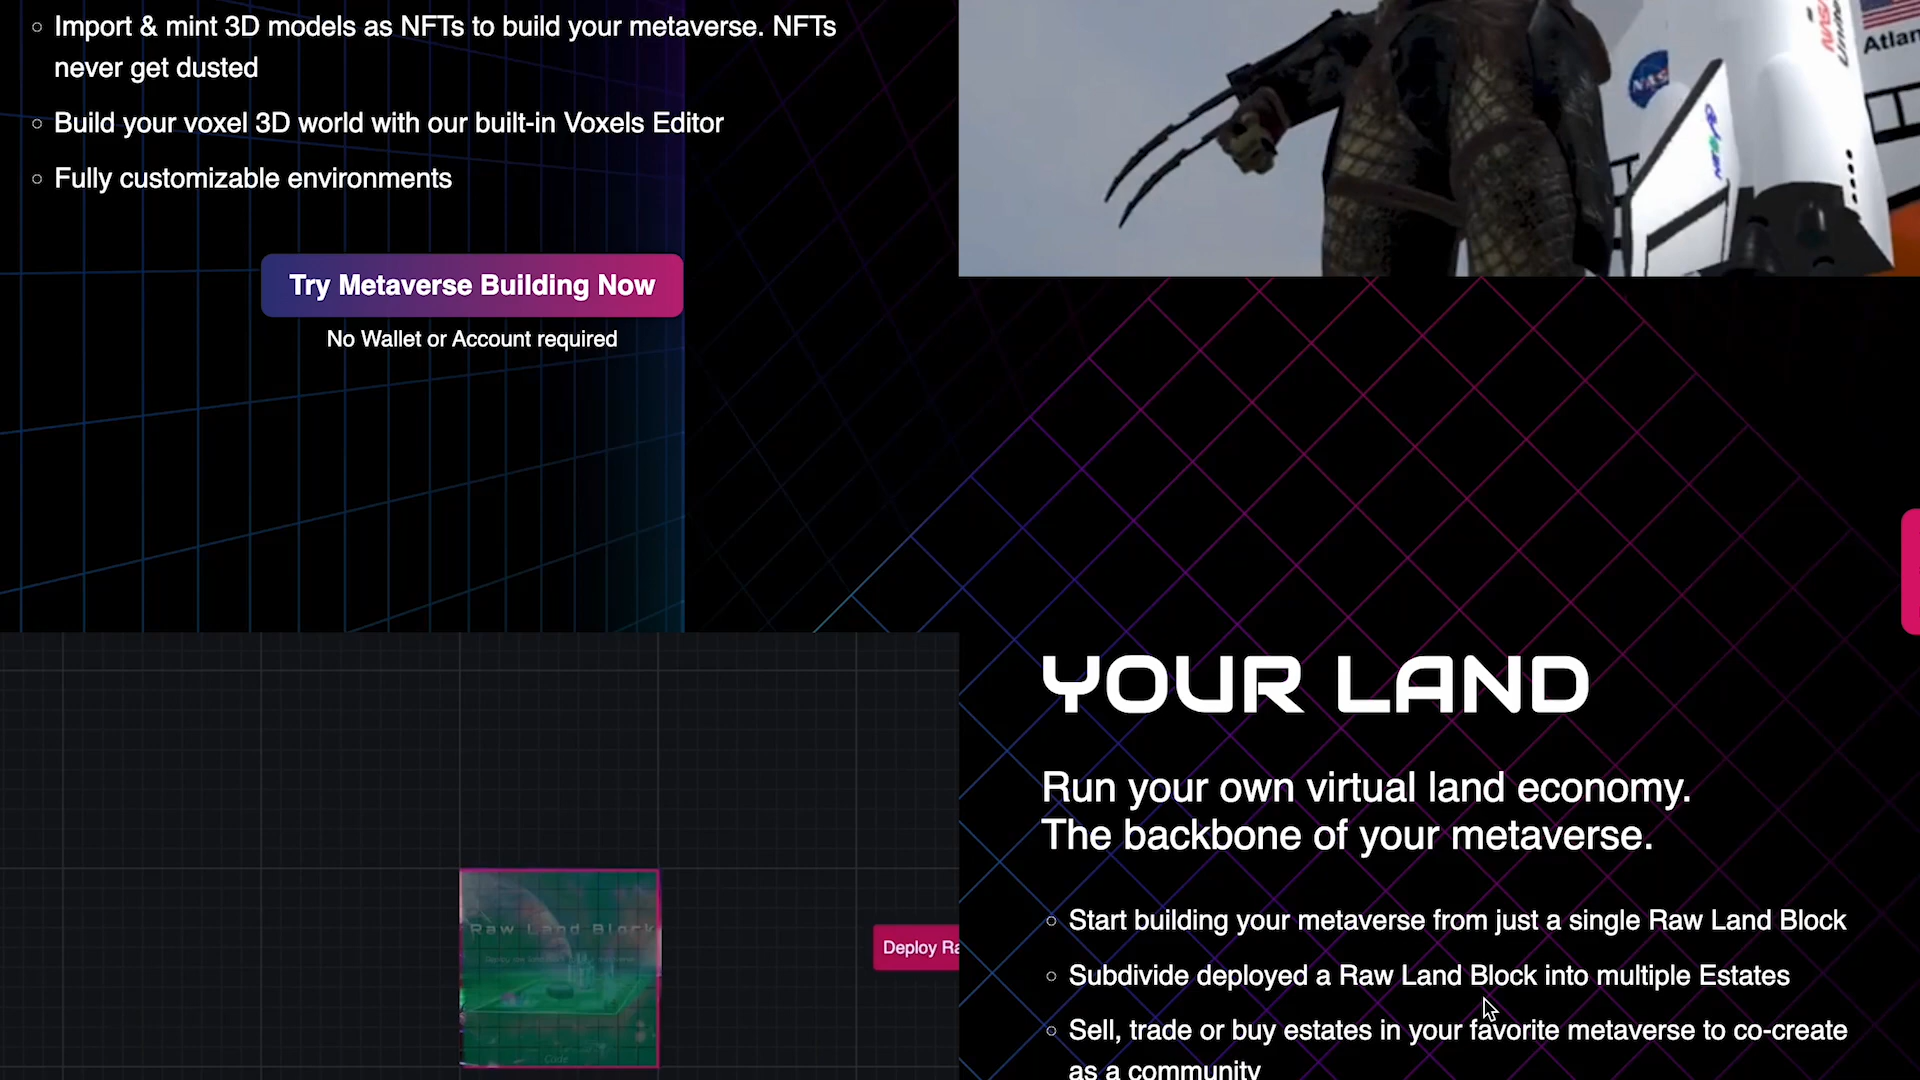 Import & mint 3D models as NFTs to build your metaverse. NFTs
never get dusted
Build your voxel 3D world with our built-in Voxels Editor
Fully customizable environments
Try Metaverse Building Now
No Wallet or Account required
NASA
Atlan
YOUR LAND
Run your own virtual land economy.
The backbone of your metaverse.
Start building your metaverse from just a single Raw Land Block
Subdivide deployed a Raw Land Block into multiple Estates
Sell, trade or buy estates in your favorite metaverse to co-create
as a community
Raw Land Block
Code
Deploy Ra